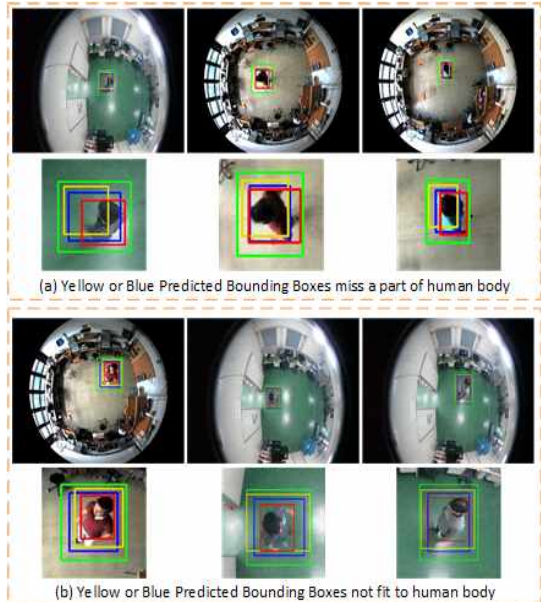 (a) Yellow or Blue Predicted Bounding Boxes miss a part of human body
(b) Yellow or Blue Predicted Bounding Boxes not fit to human body